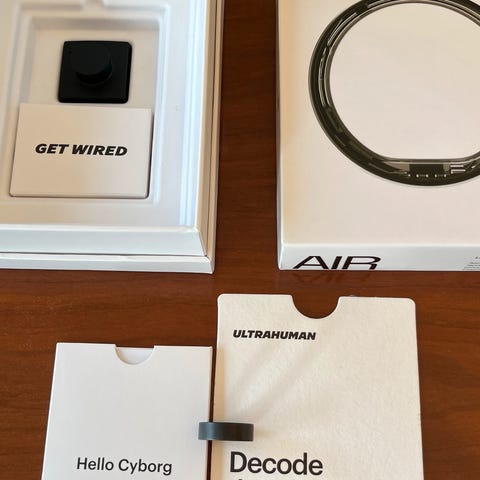 GET WIRED
AIR
ULTRAHUMAN
Hello Cyborg
Decode